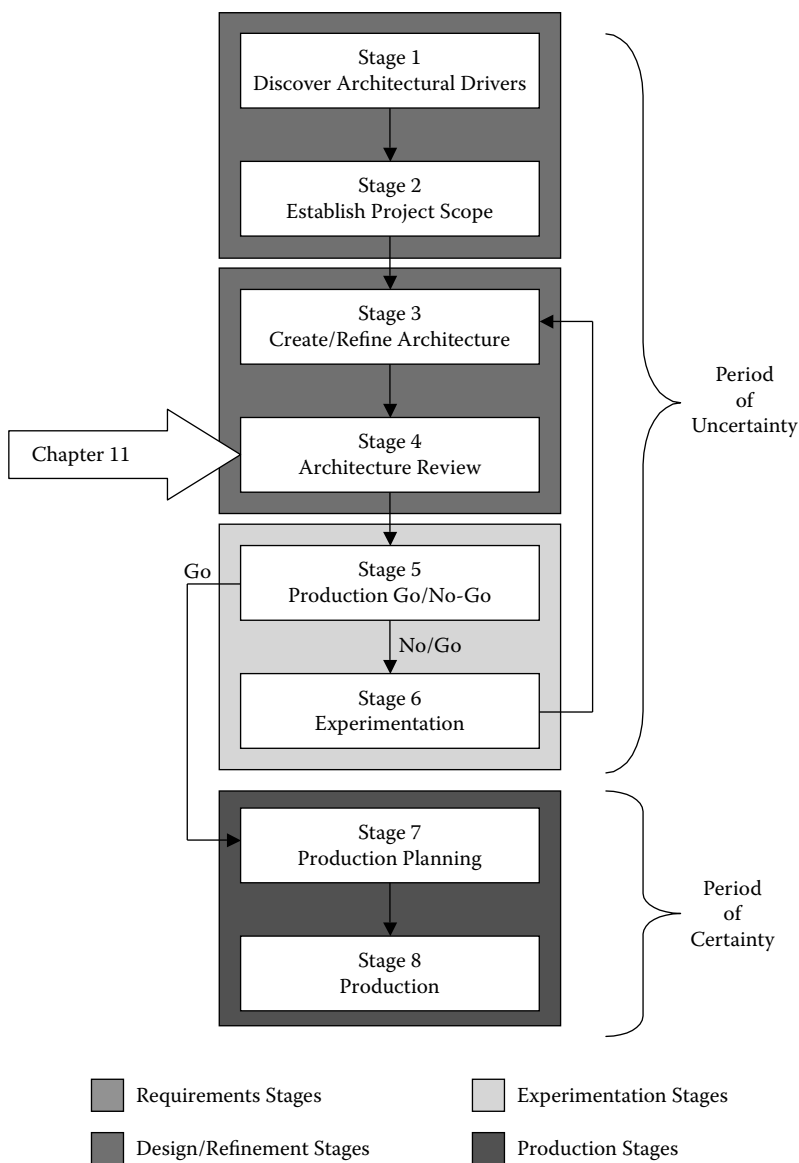 Stage 1
Discover Architectural Drivers
Stage 2
Establish Project Scope
Stage 3
Create/Refine Architecture
Period
of
Uncertainty
Chapter 11
Stage 4
Architecture Review
Go
Stage 5
Production Go/No-Go
No/Go
Stage 6
Experimentation
Stage 7
Production Planning
Period
of
Certainty
Stage 8
Production
Requirements Stages
Experimentation Stages
Design/Refinement Stages
Production Stages